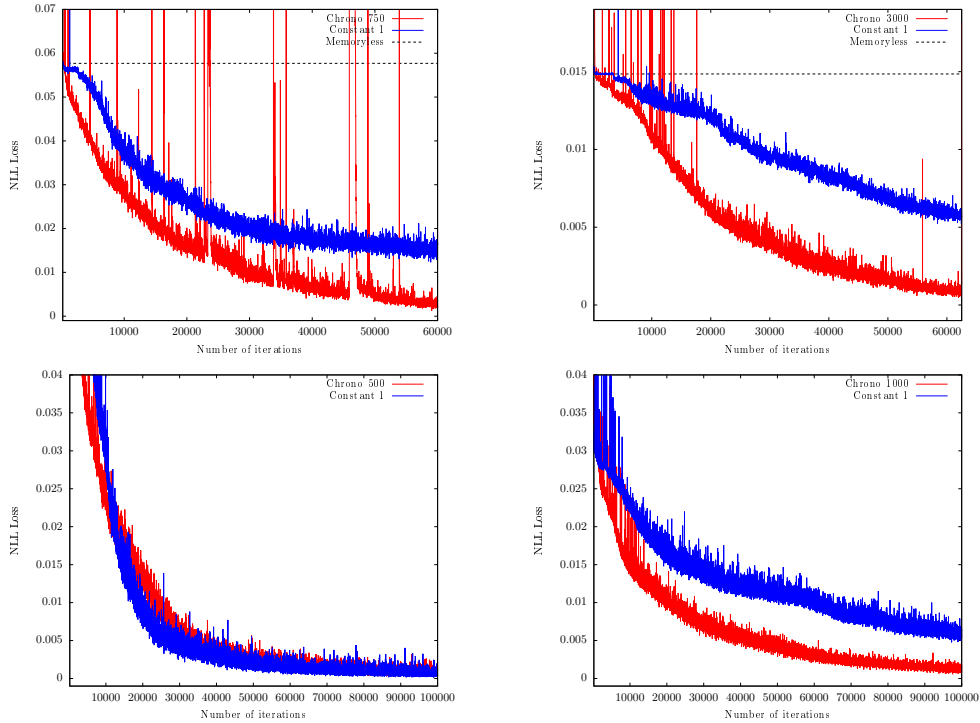 0.07
0.06
0.05
0.04
0.03
0.02
0.01
0
NLL Loss
Chrono 750
Constant 1
Memoryless
10000 20000 30000 40000 50000 60000
Number of iterations
0.015
0.01
0.005
0
NLL Loss
Chrono 3000
Constant 1
Memoryless
10000 20000 30000 40000 50000 60000
Number of iterations
0.04
0.035
0.03
0.025
0.02
0.015
0.01
0.005
0
NLL Loss
Chrono 500
Constant 1
10000 20000 30000 40000 50000 60000 70000 80000 90000 100000
Number of iterations
0.04
0.035
0.03
0.025
0.02
0.015
0.01
0.005
0
NLL Loss
Chrono 1000
Constant 1
10000 20000 30000 40000 50000 60000 70000 80000 90000 100000
Number of iterations